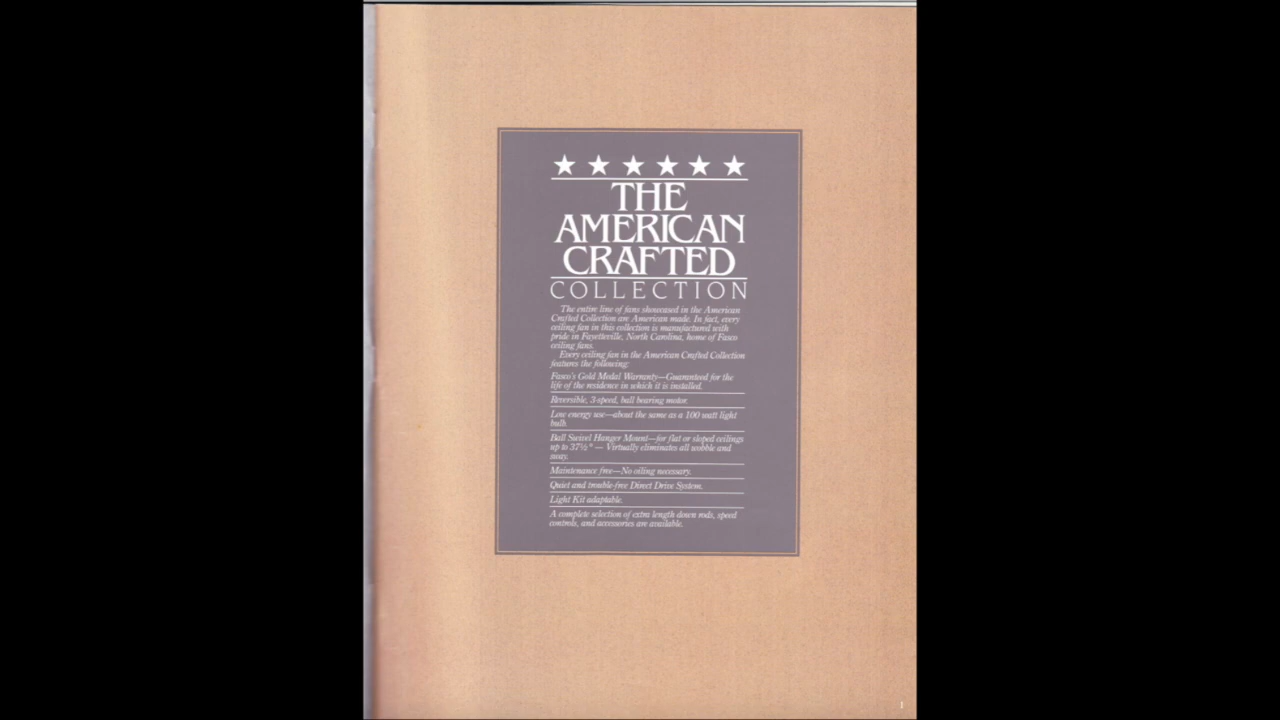 THE
AMERICAN
CRAFTED
COLLECTION
The entire line of fans showcased in the American
Crafted Collection are American made. In fact, every
ceiling fan in this collection is manufactured with
pride in Fayetteville, North Carolina, home of Fasco
ceiling fans.
Every ceiling fan in the American Crafted Collection
features the following:
Fasco's Gold Medal Warranty—Guaranteed for the
life of the residence in which it is installed.
Reversible, 3-speed, ball bearing motor.
Low energy use—about the same as a 100 watt light
bulb.
Ball Swivel Hanger Mount—for flat or sloped ceilings
up to 37½° — Virtually eliminates all wobble and
sway.
Maintenance free—No oiling necessary.
Quiet and trouble-free Direct Drive System.
Light Kit adaptable.
A complete selection of extra length down rods, speed
controls, and accessories are available.
1